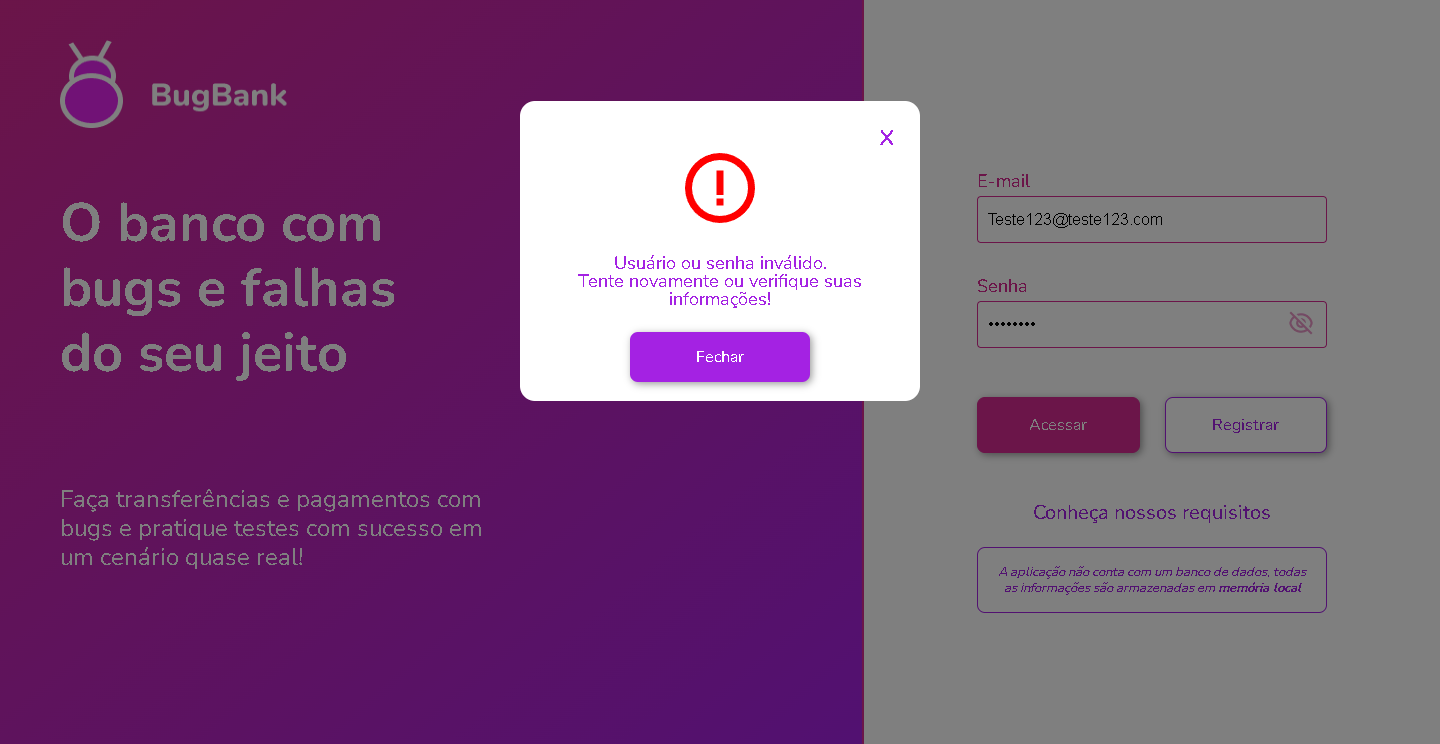 BugBank
O banco com
bugs e falhas
do seu jeito
Faça transferências e pagamentos com
bugs e pratique testes com sucesso em
um cenário quase real!
X
Usuário ou senha inválido.
Tente novamente ou verifique suas
informações!
Fechar
E-mail
Teste123@teste123.com
Senha
••••••••
Acessar
Registrar
Conheça nossos requisitos
A aplicação não conta com um banco de dados, todas
as informações são armazenadas em memória local